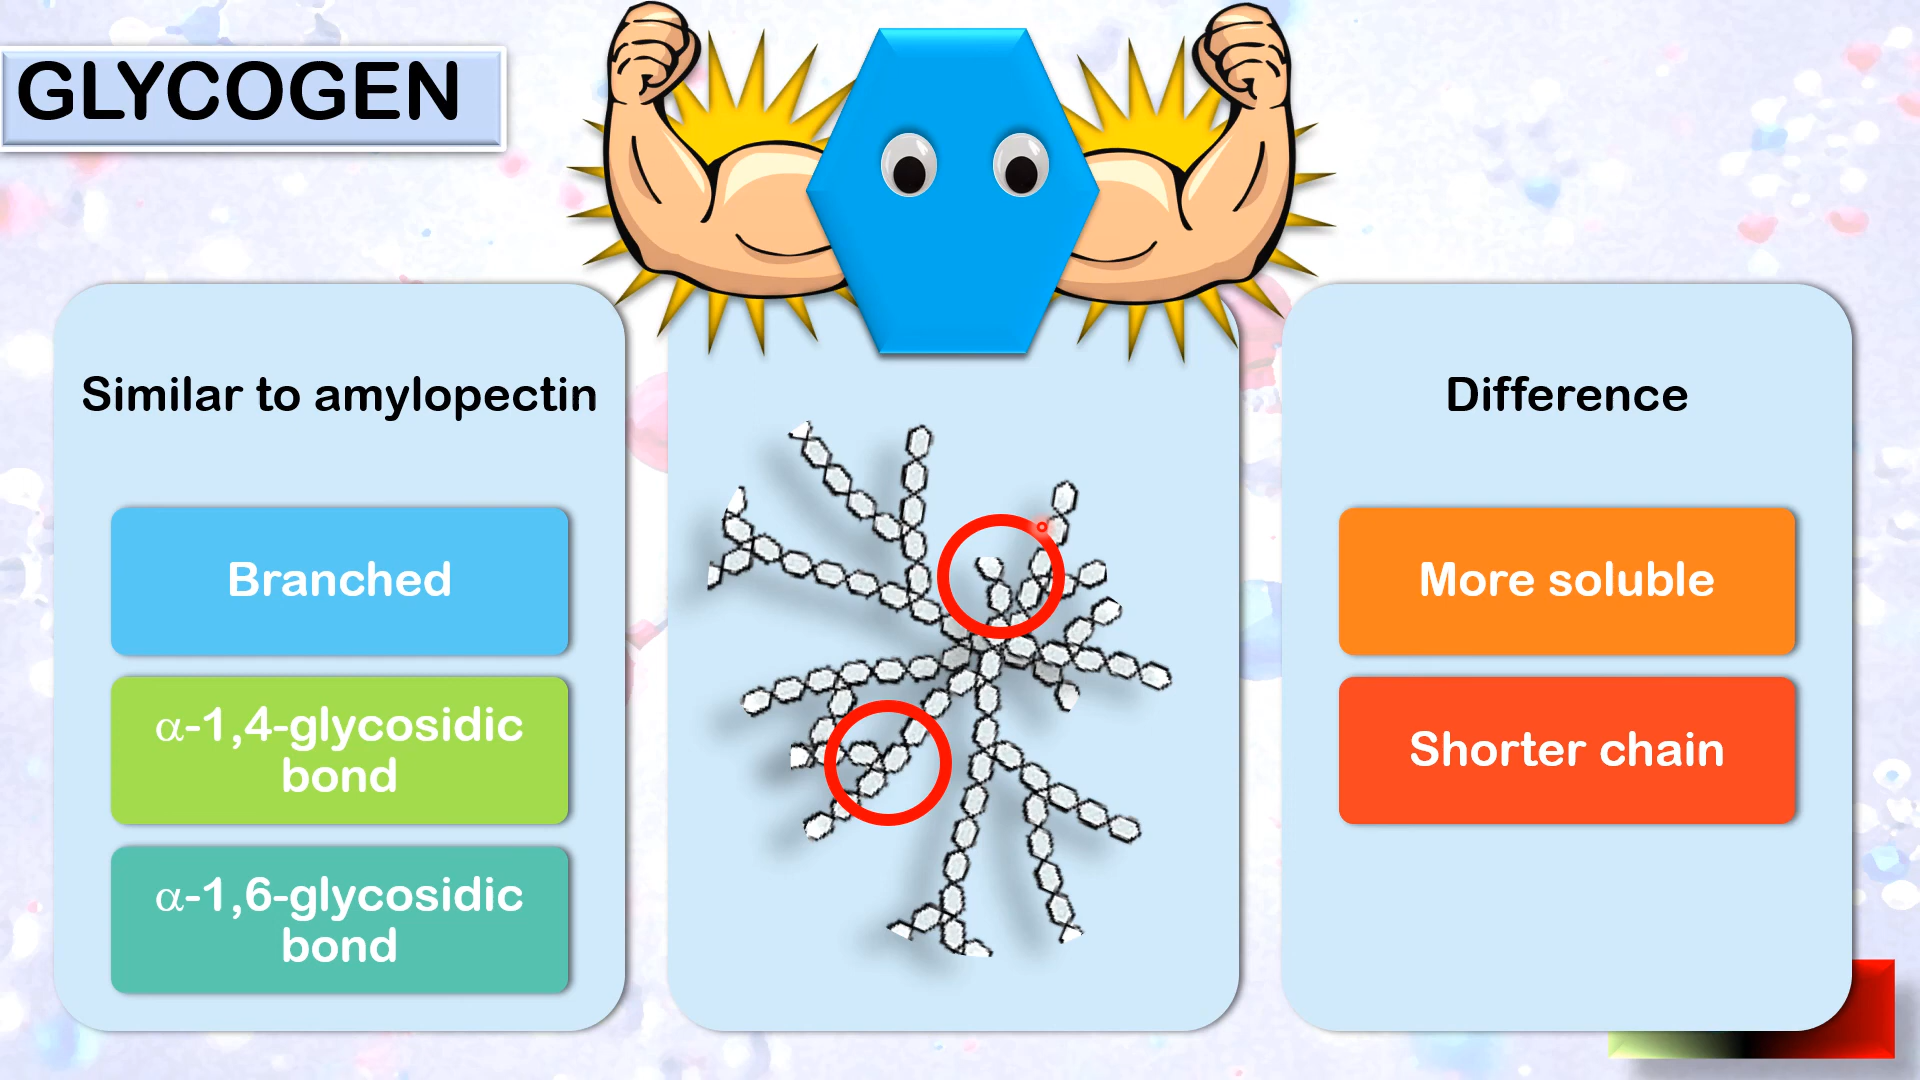 GLYCOGEN
Similar to amylopectin
Branched
α-1,4-glycosidic
bond
α-1,6-glycosidic
bond
Difference
More soluble
Shorter chain